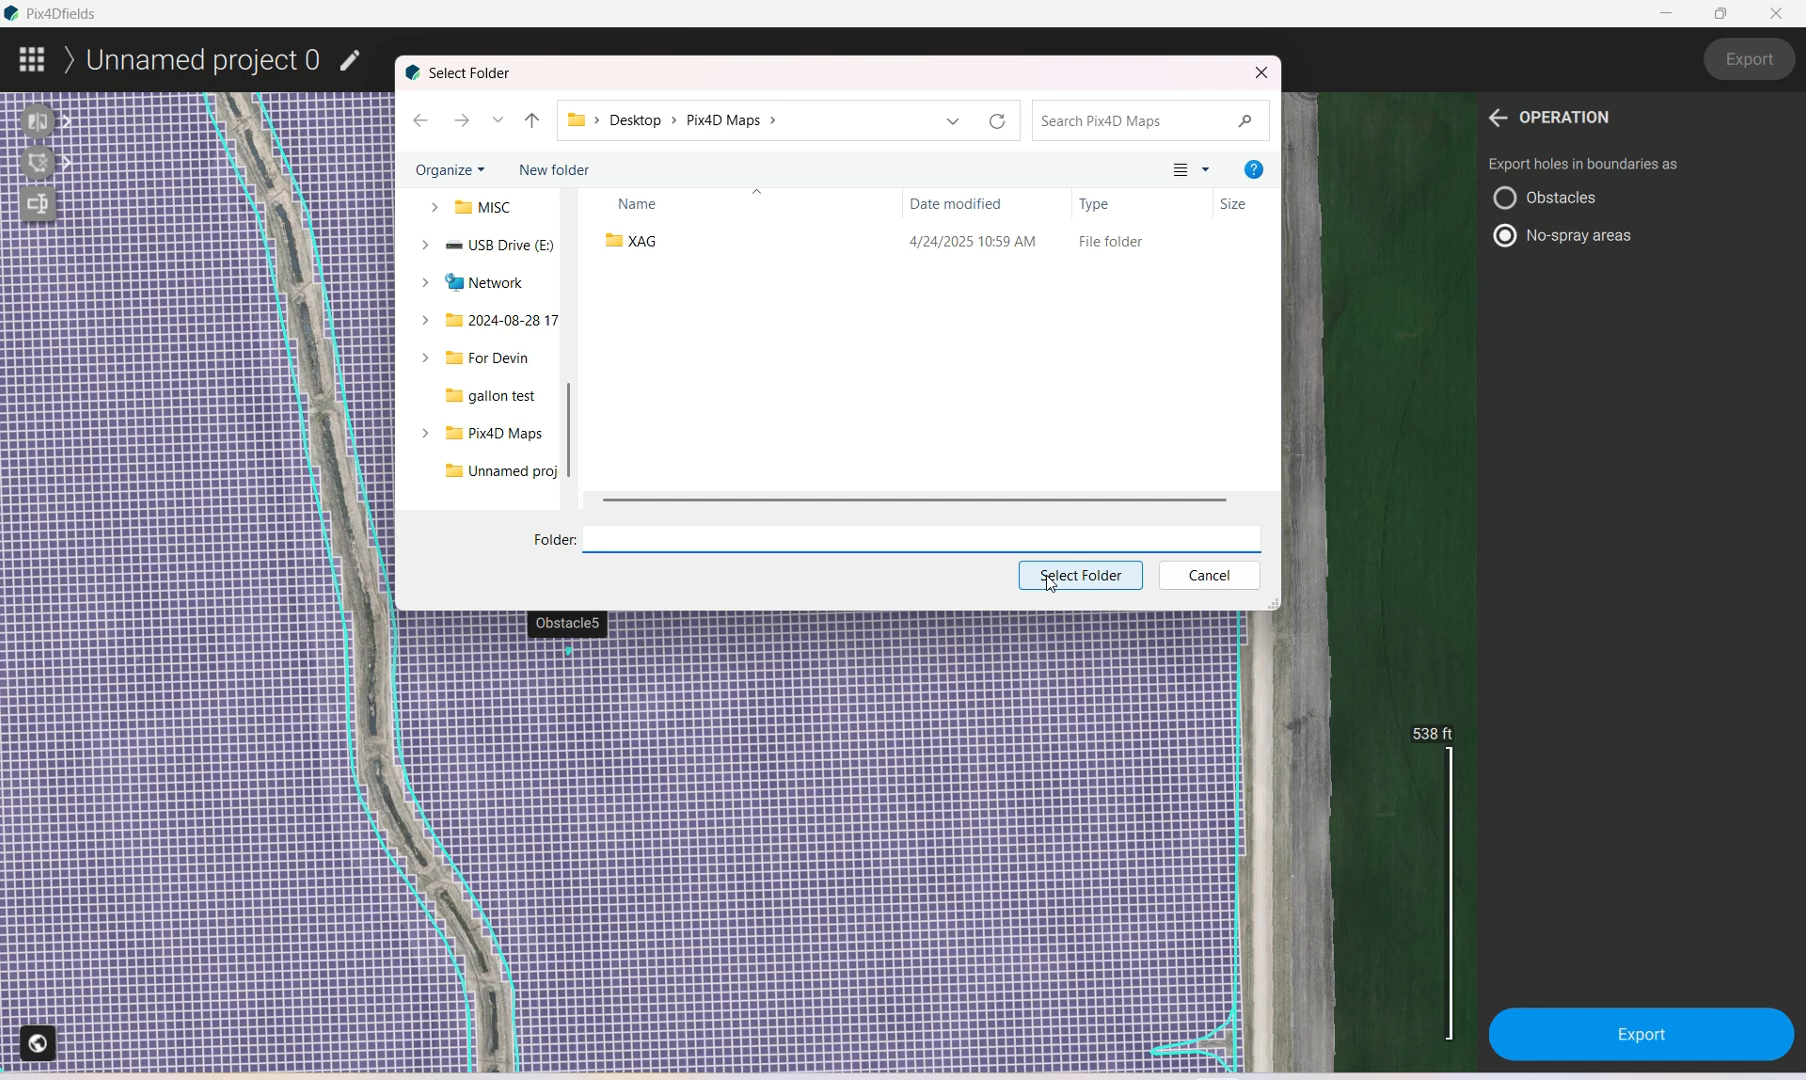 Pix4Dfields
Unnamed project 0
Export
Select Folder
Desktop > Pix4D Maps >
Search Pix4D Maps
Organize
New folder
Name
Date modified
Type
Size
XAG
4/24/2025 10:59 AM
File folder
MISC
USB Drive (E:)
Network
2024-08-28 17
For Devin
gallon test
Pix4D Maps
Unnamed proj
Folder:
Select Folder
Cancel
Obstacle5
538 ft
OPERATION
Export holes in boundaries as
Obstacles
No-spray areas
Export